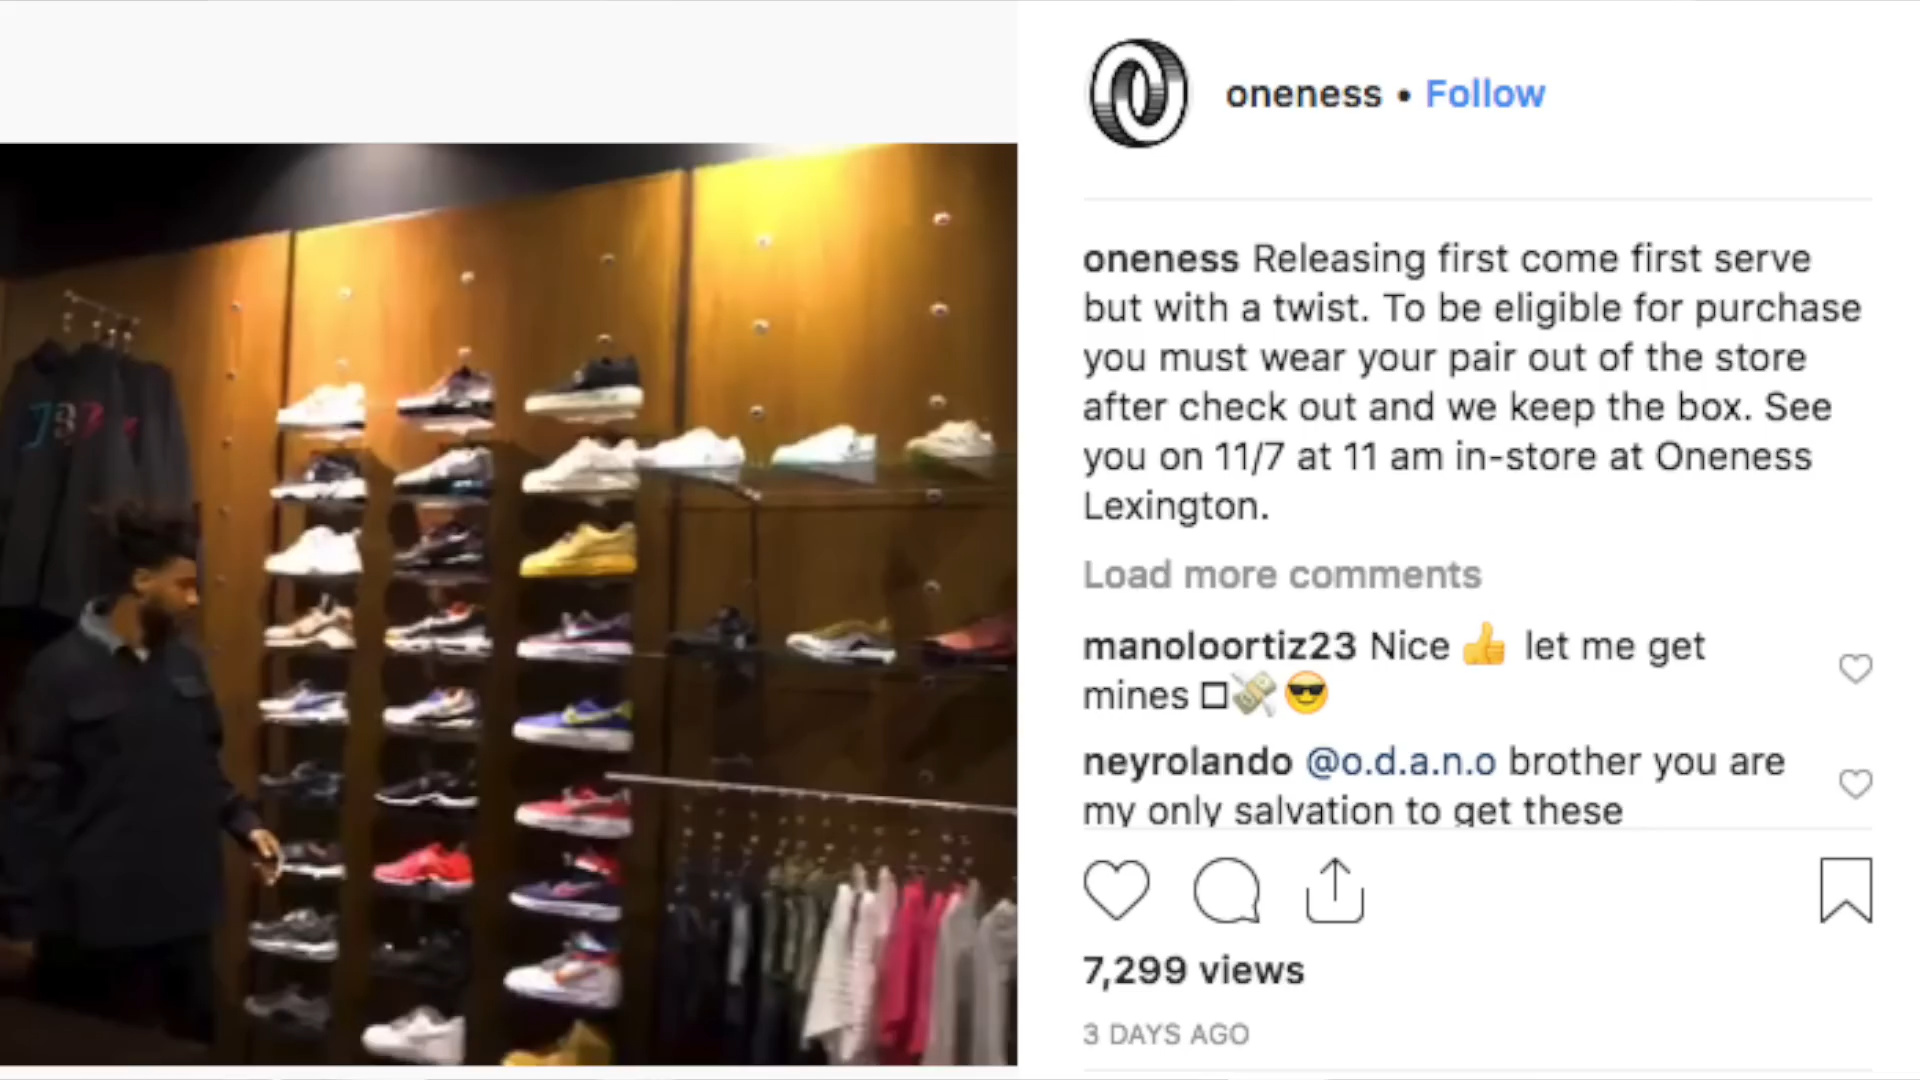 oneness • Follow
oneness Releasing first come first serve
but with a twist. To be eligible for purchase
you must wear your pair out of the store
after check out and we keep the box. See
you on 11/7 at 11 am in-store at Oneness
Lexington.
Load more comments
manoloortiz23 Nice 👍 let me get
mines □💸😎
neyrolando @o.d.a.n.o brother you are
my only salvation to get these
7,299 views
3 DAYS AGO